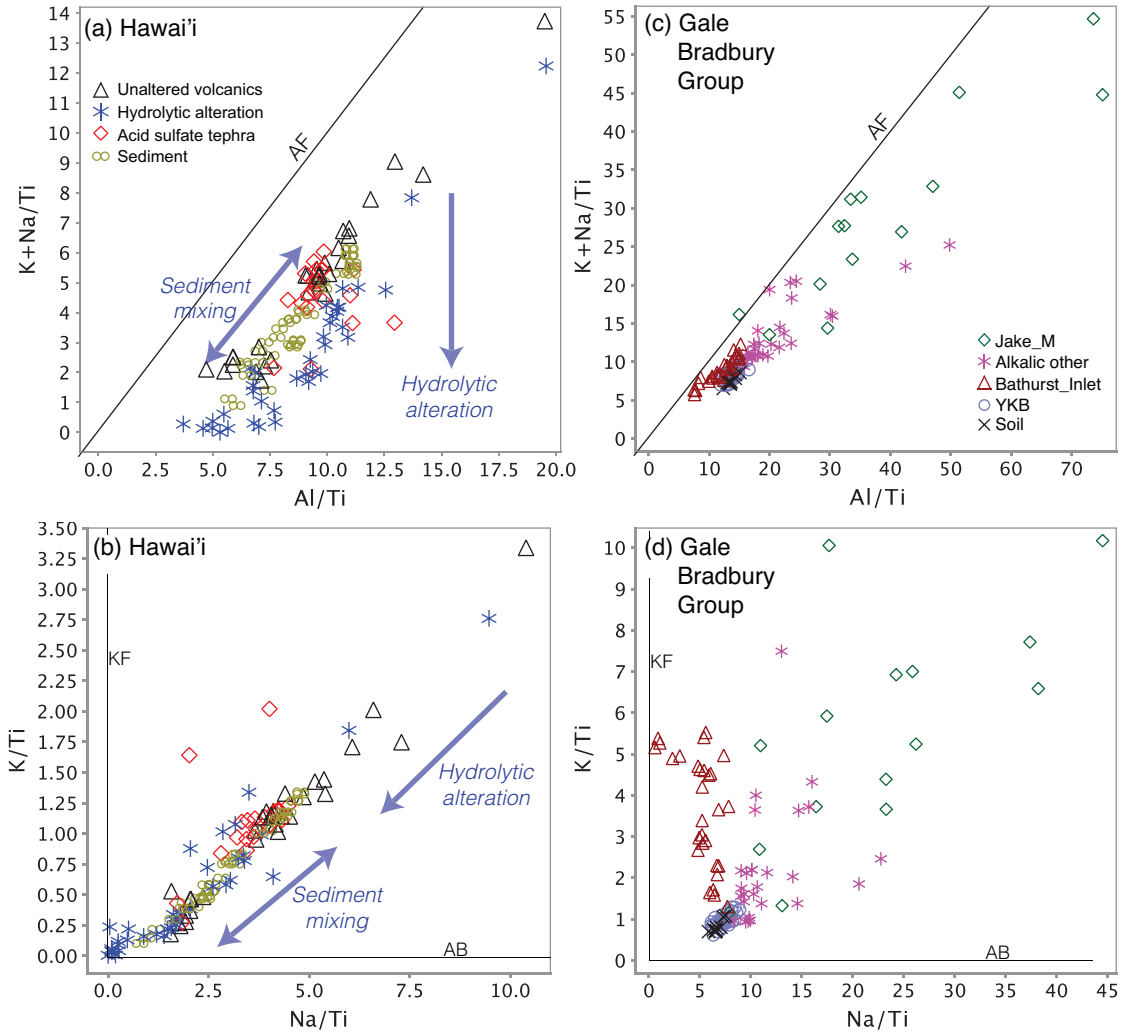 (a) Hawai'i
14
13
12
11
10
9
8
7
6
5
4
3
2
1
0
K+Na/Ti
Unaltered volcanics
Hydrolytic alteration
Acid sulfate tephra
Sediment
AF
Sediment
mixing
Hydrolytic
alteration
0.0 2.5 5.0 7.5 10.0 12.5 15.0 17.5 20.0
Al/Ti
(c) Gale
Bradbury
Group
55
50
45
40
35
30
25
20
15
10
5
0
K+Na/Ti
AF
Jake_M
Alkalic other
Bathurst_Inlet
YKB
Soil
0 10 20 30 40 50 60 70
Al/Ti
(b) Hawai'i
3.50
3.25
3.00
2.75
2.50
2.25
2.00
1.75
1.50
1.25
1.00
0.75
0.50
0.25
0.00
K/Ti
KF
Hydrolytic
alteration
Sediment
mixing
AB
0.0 2.5 5.0 7.5 10.0
Na/Ti
(d) Gale
Bradbury
Group
10
8
7
6
5
4
3
2
1
0
K/Ti
KF
AB
0 5 10 15 20 25 30 35 40 45
Na/Ti